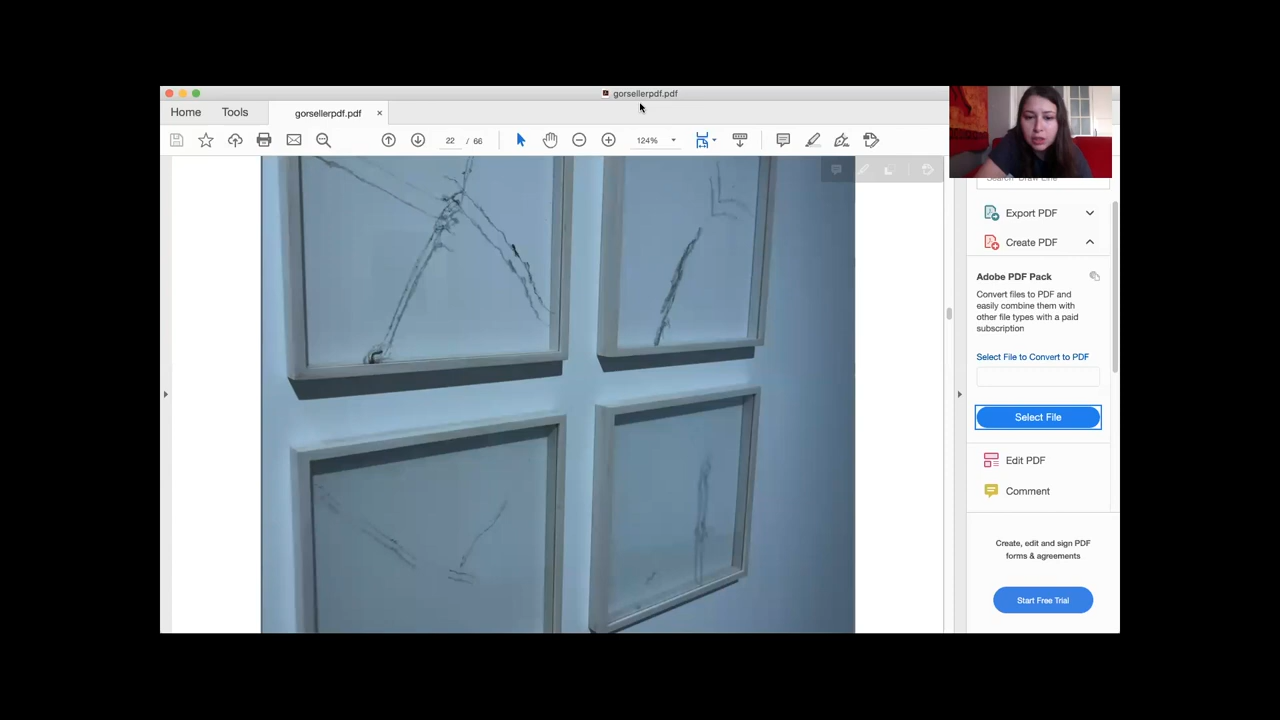 gorsellerpdf.pdf
Home
Tools
gorsellerpdf.pdf
22 / 66
124%
Export PDF
Create PDF
Adobe PDF Pack
Convert files to PDF and
easily combine them with
other file types with a paid
subscription
Select File to Convert to PDF
Select File
Edit PDF
Comment
Create, edit and sign PDF
forms & agreements
Start Free Trial